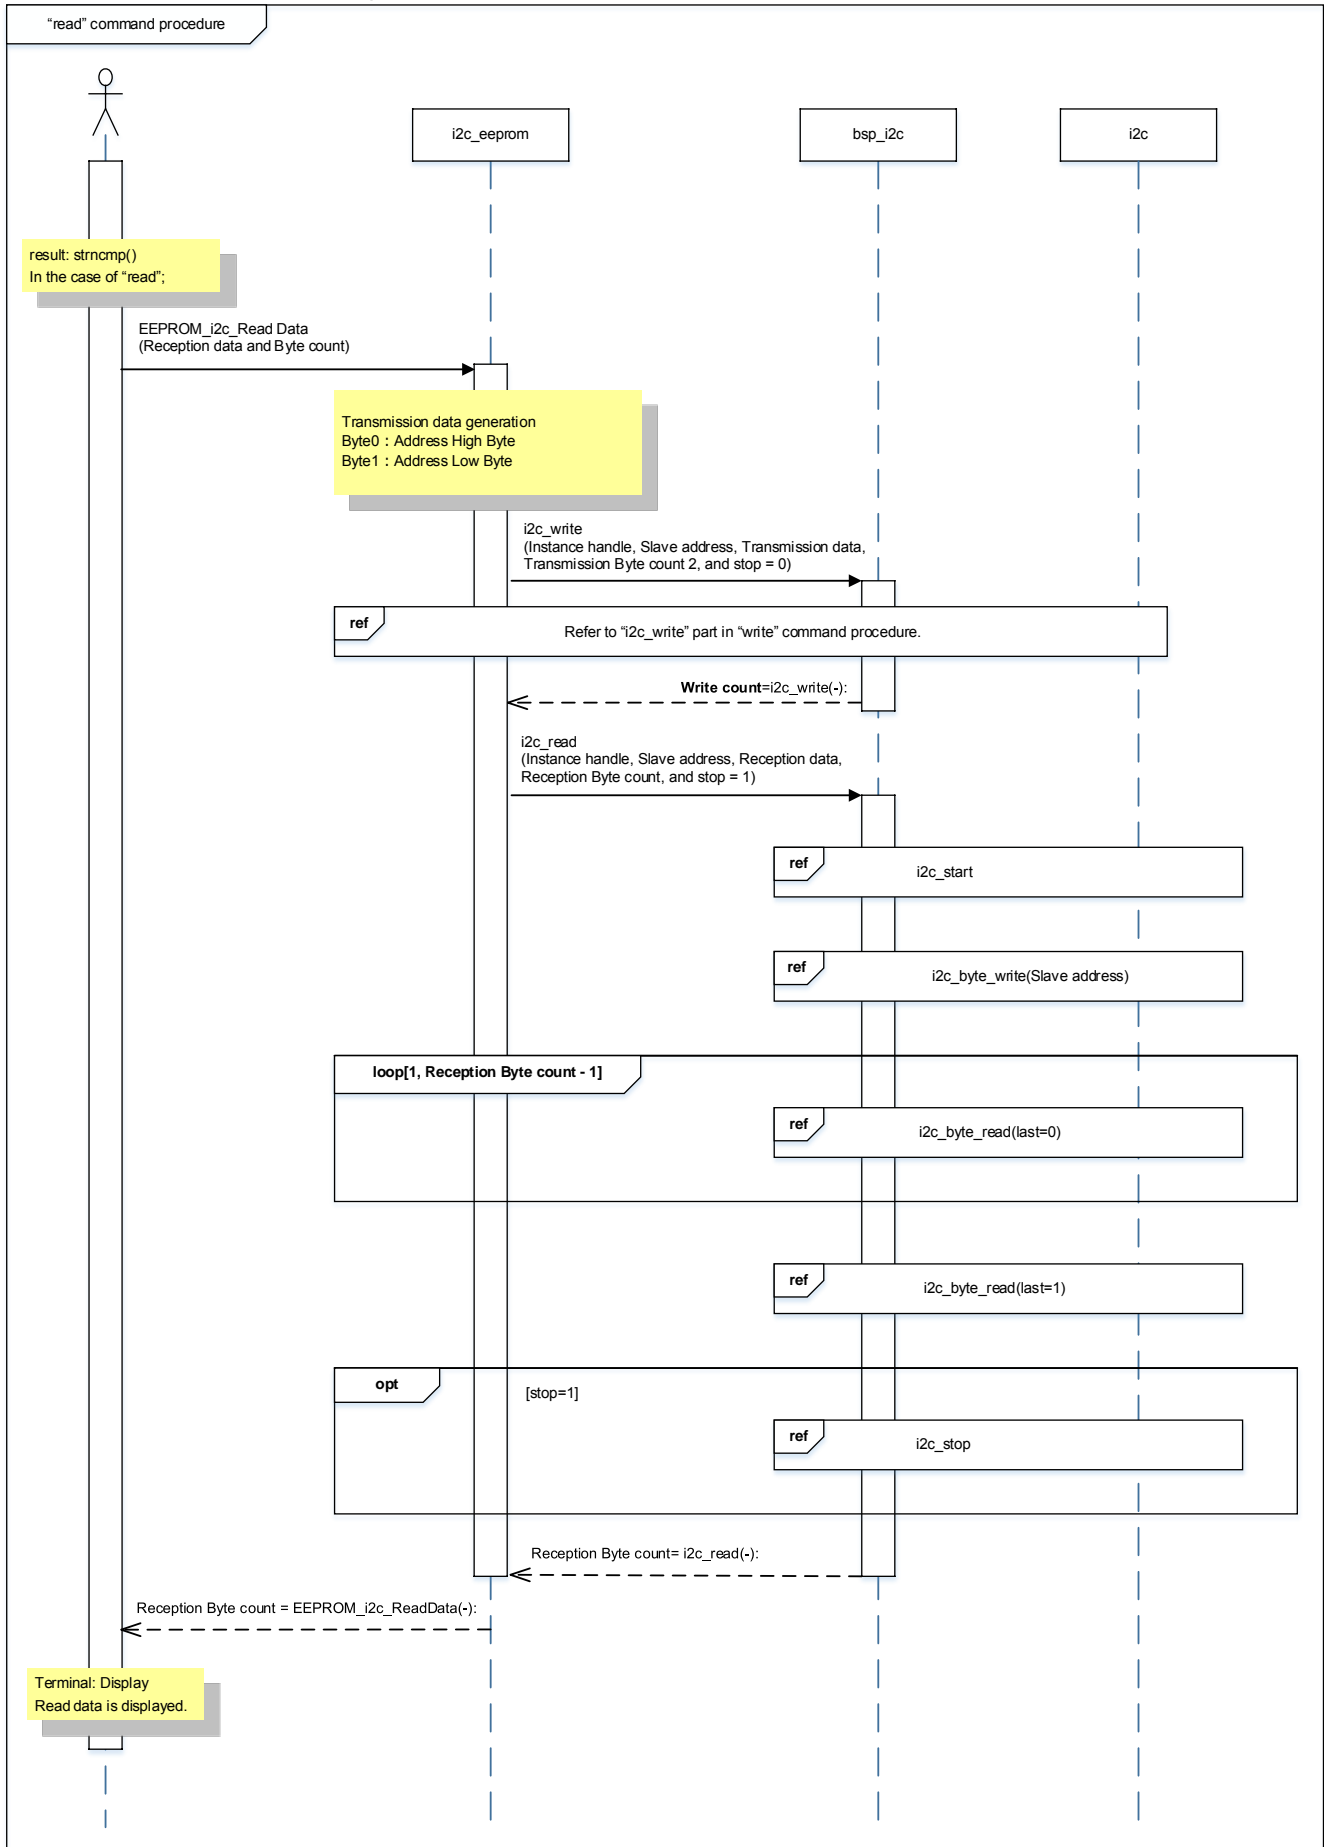 “read” command procedure
i2c_eeprom
bsp_i2c
i2c
result: strncmp()
In the case of “read”;
EEPROM_i2c_Read Data
(Reception data and Byte count)
Transmission data generation
Byte0 : Address High Byte
Byte1 : Address Low Byte
i2c_write
(Instance handle, Slave address, Transmission data,
Transmission Byte count 2, and stop = 0)
ref
Refer to “i2c_write” part in “write” command procedure.
Write count=i2c_write(-):
i2c_read
(Instance handle, Slave address, Reception data,
Reception Byte count, and stop = 1)
ref
i2c_start
ref
i2c_byte_write(Slave address)
loop[1, Reception Byte count - 1]
ref
i2c_byte_read(last=0)
ref
i2c_byte_read(last=1)
opt
[stop=1]
ref
i2c_stop
Reception Byte count= i2c_read(-):
Reception Byte count = EEPROM_i2c_ReadData(-):
Terminal: Display
Read data is displayed.